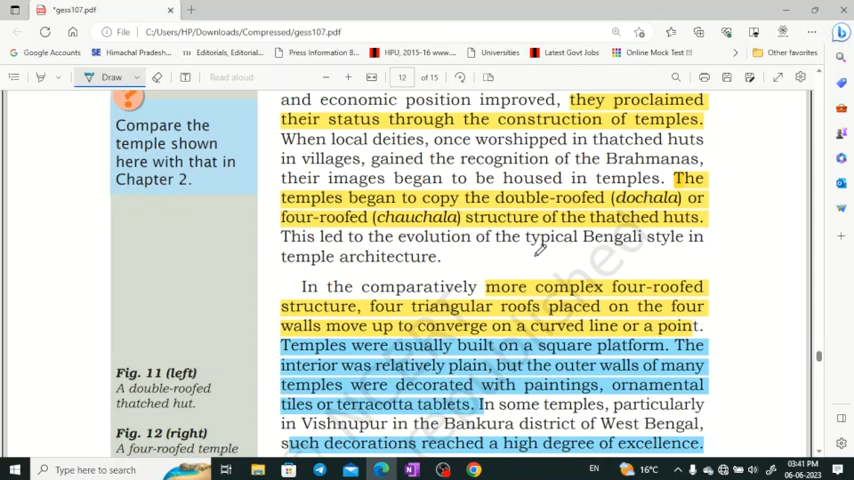 *gess107.pdf
File
C:/Users/HP/Downloads/Compressed/gess107.pdf
Google Accounts
Himachal Pradesh...
Editorials, Editorial...
Press Information B...
HPU, 2015-16 www....
Universities
Latest Govt Jobs
Online Mock Test !!...
Other favorites
Draw
Read aloud
12
of 15
and economic position improved, they proclaimed
their status through the construction of temples.
When local deities, once worshipped in thatched huts
in villages, gained the recognition of the Brahmanas,
their images began to be housed in temples. The
temples began to copy the double-roofed (dochala) or
four-roofed (chauchala) structure of the thatched huts.
This led to the evolution of the typical Bengali style in
temple architecture.
In the comparatively more complex four-roofed
structure, four triangular roofs placed on the four
walls move up to converge on a curved line or a point.
Temples were usually built on a square platform. The
interior was relatively plain, but the outer walls of many
temples were decorated with paintings, ornamental
tiles or terracotta tablets. In some temples, particularly
in Vishnupur in the Bankura district of West Bengal,
such decorations reached a high degree of excellence.
?
Compare the
temple shown
here with that in
Chapter 2.
Fig. 11 (left)
A double-roofed
thatched hut.
Fig. 12 (right)
A four-roofed temple
Type here to search
EN
16°C
03:41 PM
06-06-2023